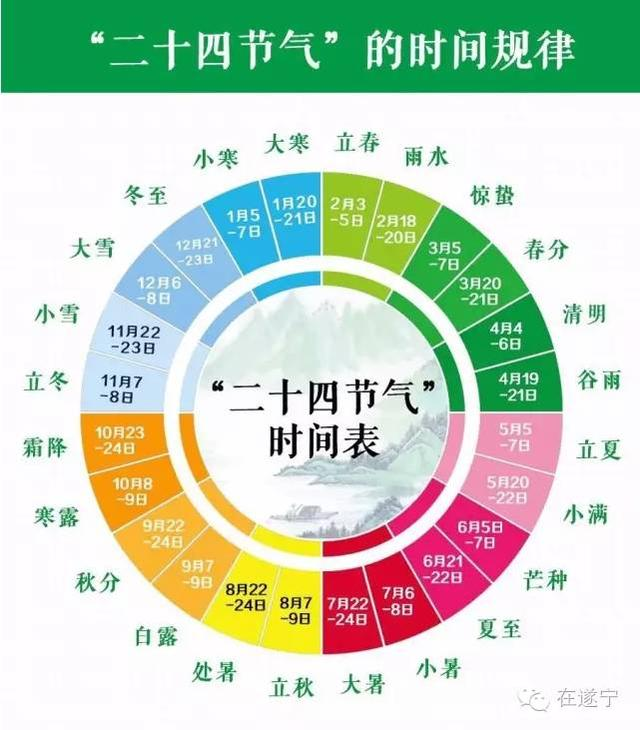 “二十四节气”的时间规律
立春
2月3
-5日
雨水
2月18
-20日
惊蛰
3月5
-7日
春分
3月20
-21日
清明
4月4
-6日
谷雨
4月19
-21日
立夏
5月5
-7日
小满
5月20
-22日
芒种
6月5日
-7日
夏至
6月21
-22日
小暑
7月6
-8日
大暑
7月22
-24日
立秋
8月7
-9日
处暑
8月22
-24日
白露
9月7
-9日
秋分
9月22
-24日
寒露
10月8
-9日
霜降
10月23
-24日
立冬
11月7
-8日
小雪
11月22
-23日
大雪
12月6
-8日
冬至
12月21
-23日
小寒
1月5
-7日
大寒
1月20
-21日
“二十四节气”
时间表
在遂宁